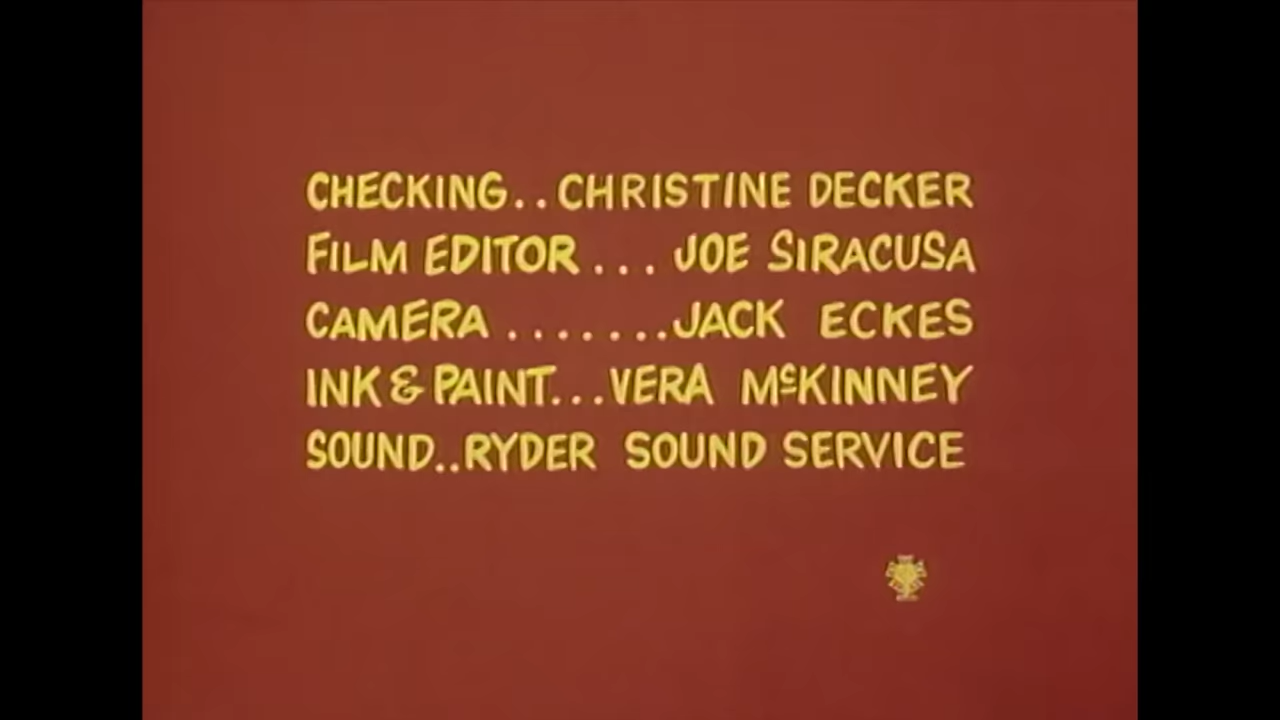 CHECKING..CHRISTINE DECKER
FILM EDITOR...JOE SIRACUSA
CAMERA.......JACK ECKES
INK & PAINT...VERA McKINNEY
SOUND..RYDER SOUND SERVICE